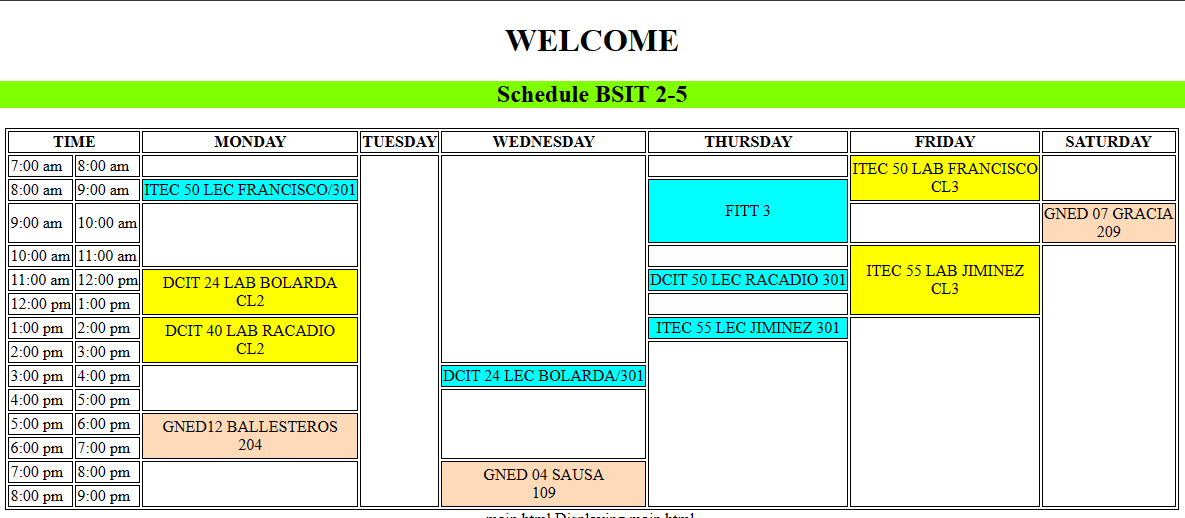 WELCOME
Schedule BSIT 2-5
TIME MONDAY TUESDAY WEDNESDAY THURSDAY FRIDAY SATURDAY
7:00 am 8:00 am ITEC 50 LAB FRANCISCO
CL3
8:00 am 9:00 am ITEC 50 LEC FRANCISCO/301 FITT 3
9:00 am 10:00 am GNED 07 GRACIA
209
10:00 am 11:00 am ITEC 55 LAB JIMINEZ
CL3
11:00 am 12:00 pm DCIT 24 LAB BOLARDA
CL2
DCIT 50 LEC RACADIO 301
12:00 pm 1:00 pm
1:00 pm 2:00 pm DCIT 40 LAB RACADIO
CL2
ITEC 55 LEC JIMINEZ 301
2:00 pm 3:00 pm
3:00 pm 4:00 pm DCIT 24 LEC BOLARDA/301
4:00 pm 5:00 pm
5:00 pm 6:00 pm GNED12 BALLESTEROS
204
6:00 pm 7:00 pm
7:00 pm 8:00 pm GNED 04 SAUSA
109
8:00 pm 9:00 pm
main.html Displaying main.html.